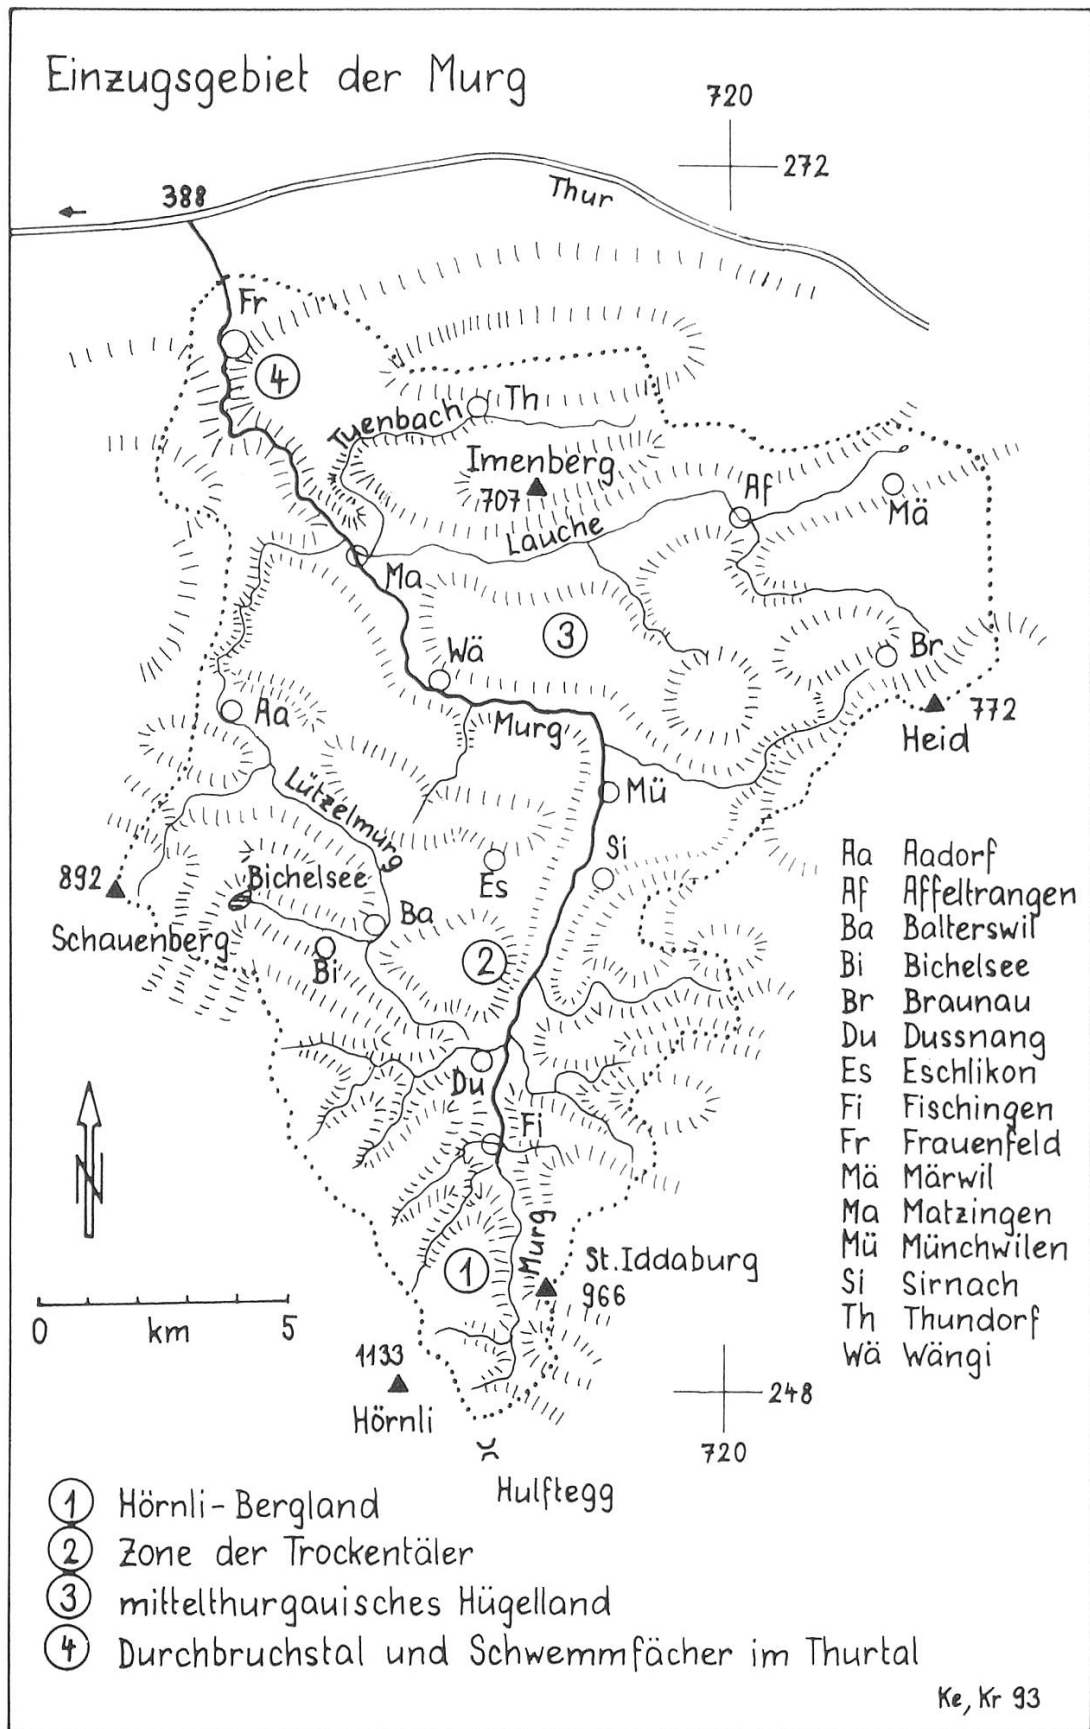 Einzugsgebiet der Murg
720
272
Thur
388
Fr
4
Tuenbach
Th
Imenberg
707
Af
Mä
Lauche
Ma
3
Wä
Br
Murg
772
Heid
Aa
Mü
Lützelmurg
Si
892
Bichelsee
Es
Schauenberg
Ba
Bi
2
Du
Fi
N
Murg
1
St. Iddaburg
966
0 km 5
1133
Hörnli
248
720
Hulftegg
Aa Aadorf
Af Affeltrangen
Ba Balterswil
Bi Bichelsee
Br Braunau
Du Dussnang
Es Eschlikon
Fi Fischingen
Fr Frauenfeld
Mä Märwil
Ma Matzingen
Mü Münchwilen
Si Sirnach
Th Thundorf
Wä Wängi
1 Hörnli-Bergland
2 Zone der Trockentäler
3 mittelthurgauisches Hügelland
4 Durchbruchstal und Schwemmfächer im Thurtal
Ke, Kr 93